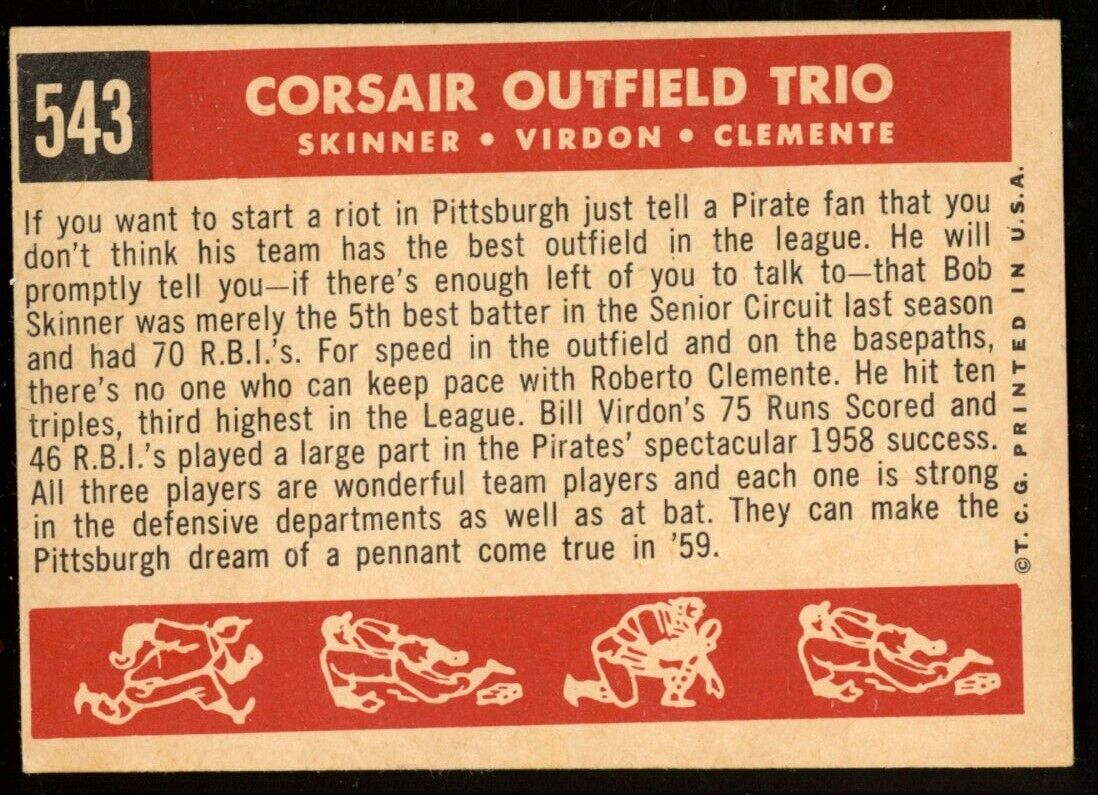 543
CORSAIR OUTFIELD TRIO
SKINNER • VIRDON • CLEMENTE
If you want to start a riot in Pittsburgh just tell a Pirate fan that you
don't think his team has the best outfield in the league. He will
promptly tell you—if there's enough left of you to talk to—that Bob
Skinner was merely the 5th best batter in the Senior Circuit last season
and had 70 R.B.I.'s. For speed in the outfield and on the basepaths,
there's no one who can keep pace with Roberto Clemente. He hit ten
triples, third highest in the League. Bill Virdon's 75 Runs Scored and
46 R.B.I.'s played a large part in the Pirates' spectacular 1958 success.
All three players are wonderful team players and each one is strong
in the defensive departments as well as at bat. They can make the
Pittsburgh dream of a pennant come true in '59.
©T. C. G. PRINTED IN U.S.A.